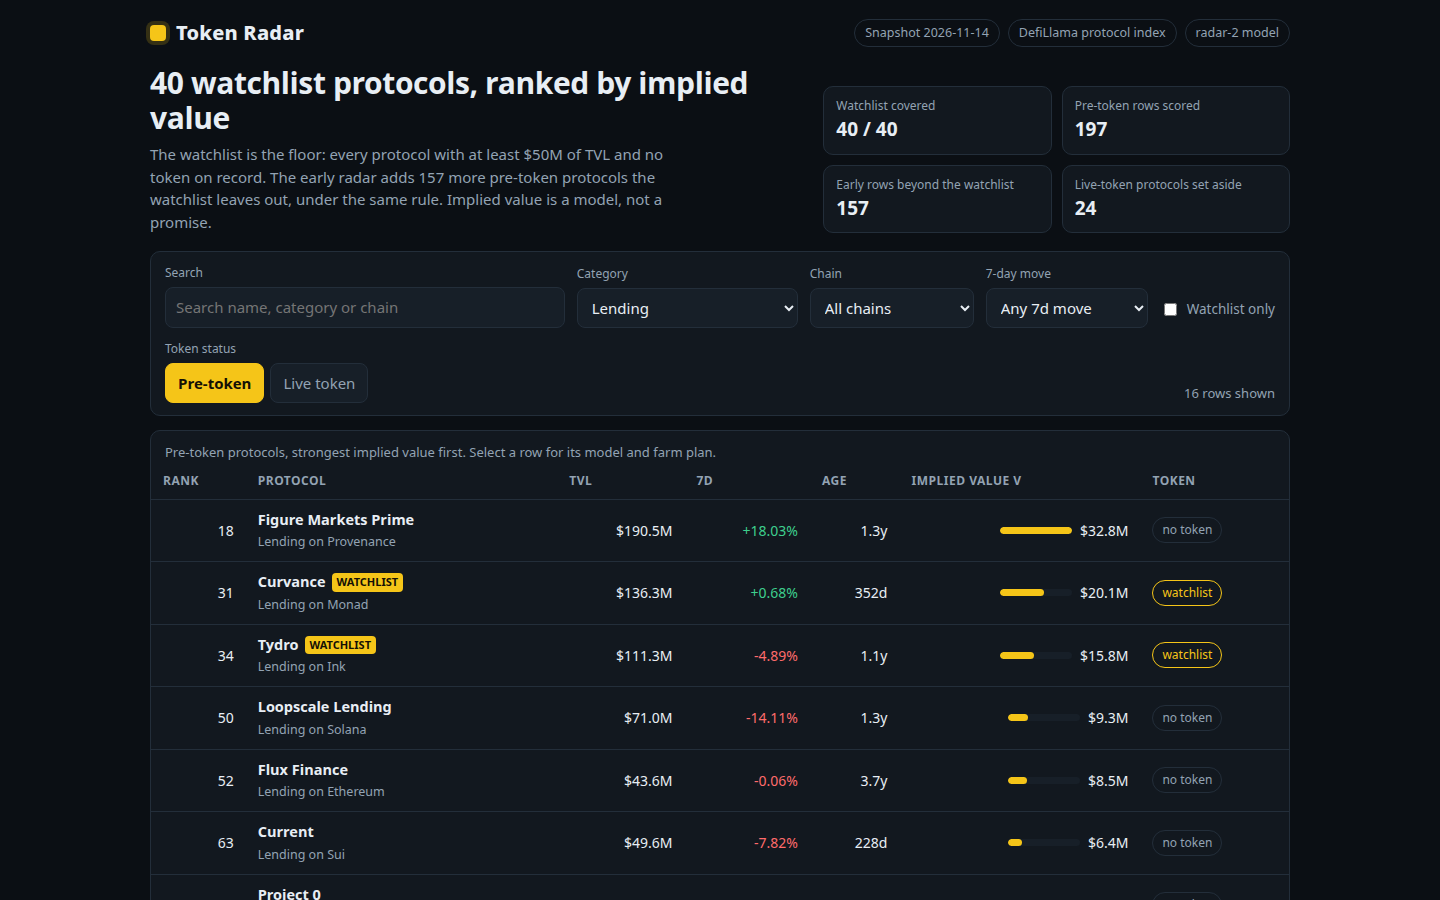 Token Radar
Snapshot 2026-11-14
DefiLlama protocol index
radar-2 model
40 watchlist protocols, ranked by implied
value
The watchlist is the floor: every protocol with at least $50M of TVL and no
token on record. The early radar adds 157 more pre-token protocols the
watchlist leaves out, under the same rule. Implied value is a model, not a
promise.
Watchlist covered
40 / 40
Pre-token rows scored
197
Early rows beyond the watchlist
157
Live-token protocols set aside
24
Search
Search name, category or chain
Category
Lending
Chain
All chains
7-day move
Any 7d move
Watchlist only
Token status
Pre-token
Live token
16 rows shown
Pre-token protocols, strongest implied value first. Select a row for its model and farm plan.
RANK PROTOCOL TVL 7D AGE IMPLIED VALUE V TOKEN
18 Figure Markets Prime $190.5M +18.03% 1.3y $32.8M no token
Lending on Provenance
31 Curvance WATCHLIST $136.3M +0.68% 352d $20.1M watchlist
Lending on Monad
34 Tydro WATCHLIST $111.3M -4.89% 1.1y $15.8M watchlist
Lending on Ink
50 Loopscale Lending $71.0M -14.11% 1.3y $9.3M no token
Lending on Solana
52 Flux Finance $43.6M -0.06% 3.7y $8.5M no token
Lending on Ethereum
63 Current $49.6M -7.82% 228d $6.4M no token
Lending on Sui
Project 0